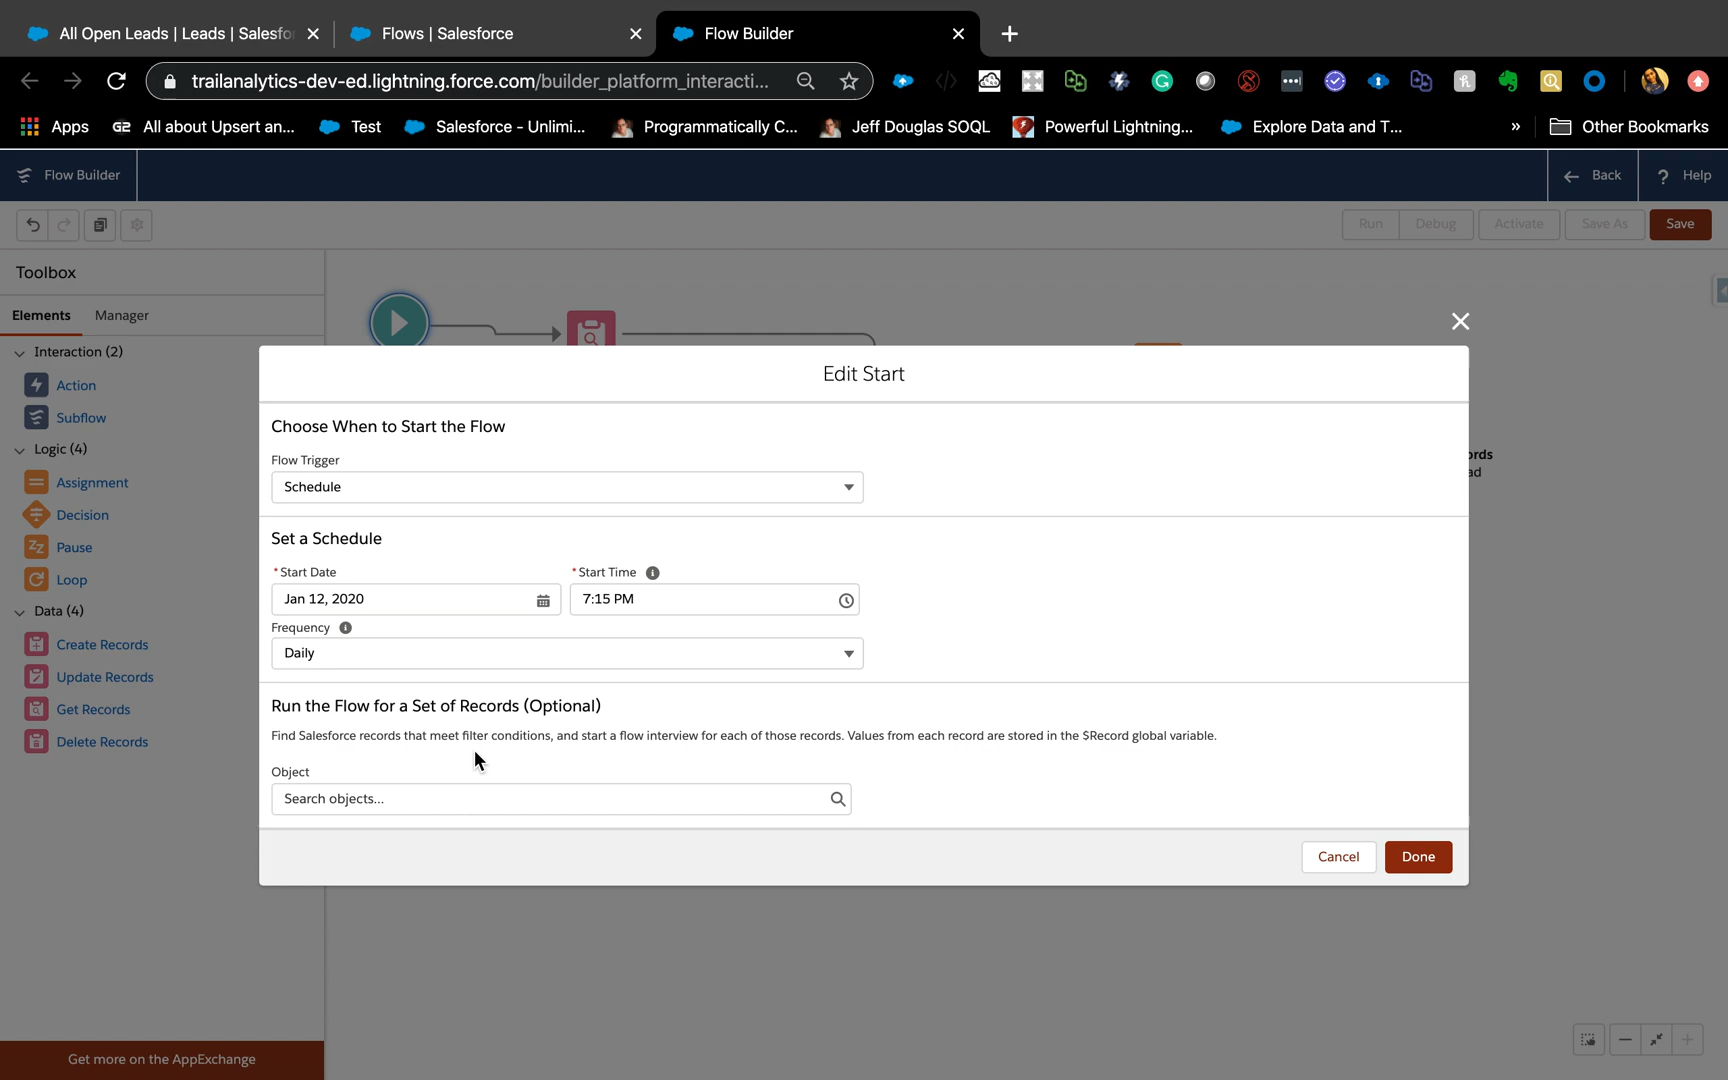 All open Leads | Leads | Salesfo
Flows | Salesforce
Flow Builder
trailanalytics-dev-ed.lightning.force.com/builder_platform_interacti...
Apps
All about Upsert an...
Test
Salesforce - Unlimi...
Programmatically C...
Jeff Douglas SOQL
Powerful Lightning...
Explore Data and T...
»
Other Bookmarks
Flow Builder
Back
? Help
Run
Debug
Activate
Save As
Save
Toolbox
Elements
Manager
Interaction (2)
Action
Subflow
Logic (4)
Assignment
Decision
Pause
Loop
Data (4)
Create Records
Update Records
Get Records
Delete Records
Get more on the AppExchange
Edit Start
Choose When to Start the Flow
Flow Trigger
Schedule
Set a Schedule
* Start Date
* Start Time
Jan 12, 2020
7:15 PM
Frequency
Daily
Run the Flow for a Set of Records (Optional)
Find Salesforce records that meet filter conditions, and start a flow interview for each of those records. Values from each record are stored in the $Record global variable.
Object
Search objects...
Cancel
Done
ords
ad